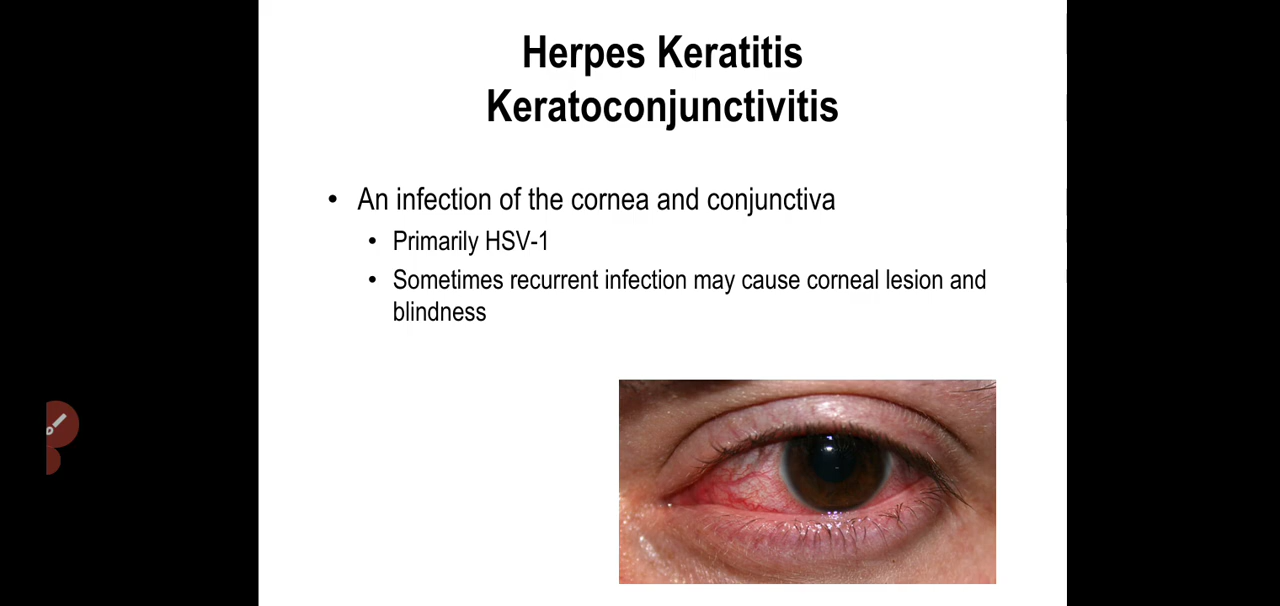 Herpes Keratitis
Keratoconjunctivitis
• An infection of the cornea and conjunctiva
• Primarily HSV-1
• Sometimes recurrent infection may cause corneal lesion and
blindness